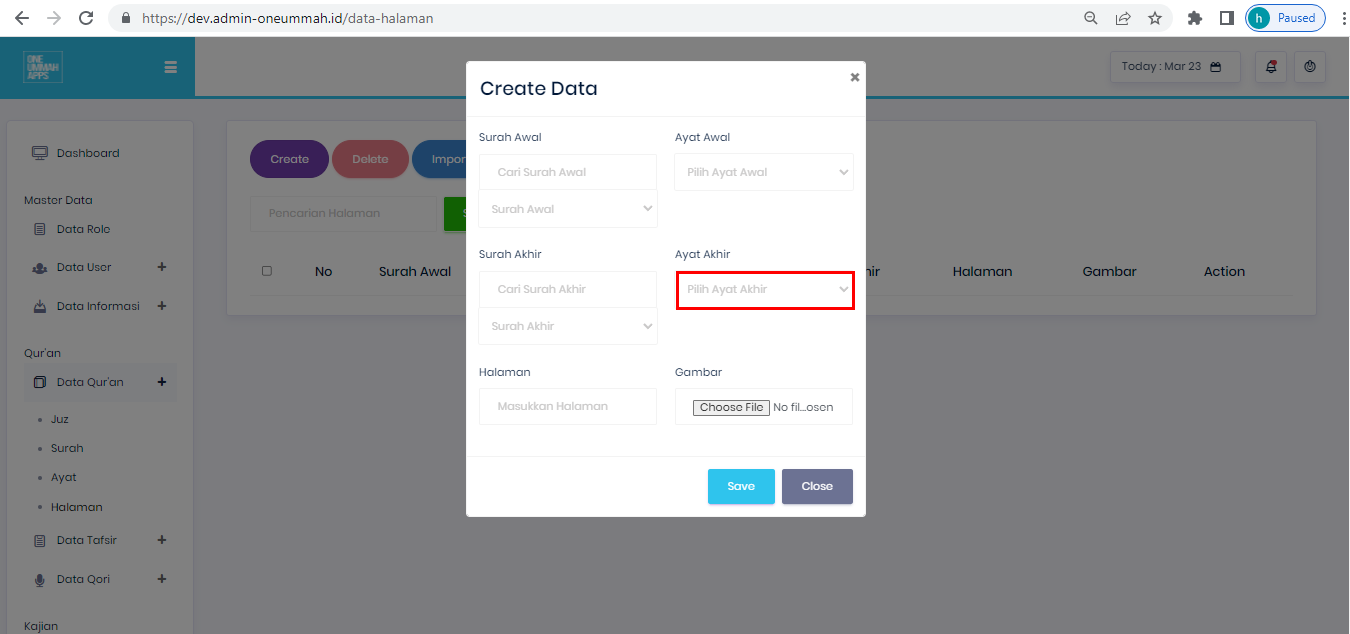 https://dev.admin-oneummah.id/data-halaman
h Paused
ONE
UMMAH
APPS
Today : Mar 23
Dashboard
Master Data
Data Role
Data User +
Data Informasi +
Qur'an
Data Qur'an +
Juz
Surah
Ayat
Halaman
Data Tafsir +
Data Qori +
Kajian
Create Delete Impor
Pencarian Halaman S
No Surah Awal hir Halaman Gambar Action
Create Data ×
Surah Awal Ayat Awal
Cari Surah Awal Pilih Ayat Awal
Surah Awal
Surah Akhir Ayat Akhir
Cari Surah Akhir Pilih Ayat Akhir
Surah Akhir
Halaman Gambar
Masukkan Halaman Choose File No fil...osen
Save Close